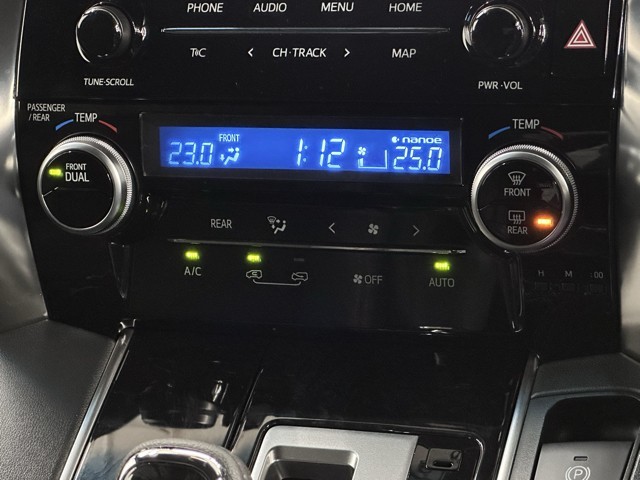 PHONE AUDIO MENU HOME
T&C < CH·TRACK > MAP
TUNE·SCROLL PWR·VOL
PASSENGER
/REAR
TEMP TEMP
FRONT nanoe
23.0 1:12 25.0
FRONT
DUAL
FRONT
REAR
REAR < >
A/C OFF AUTO
H M :00
P